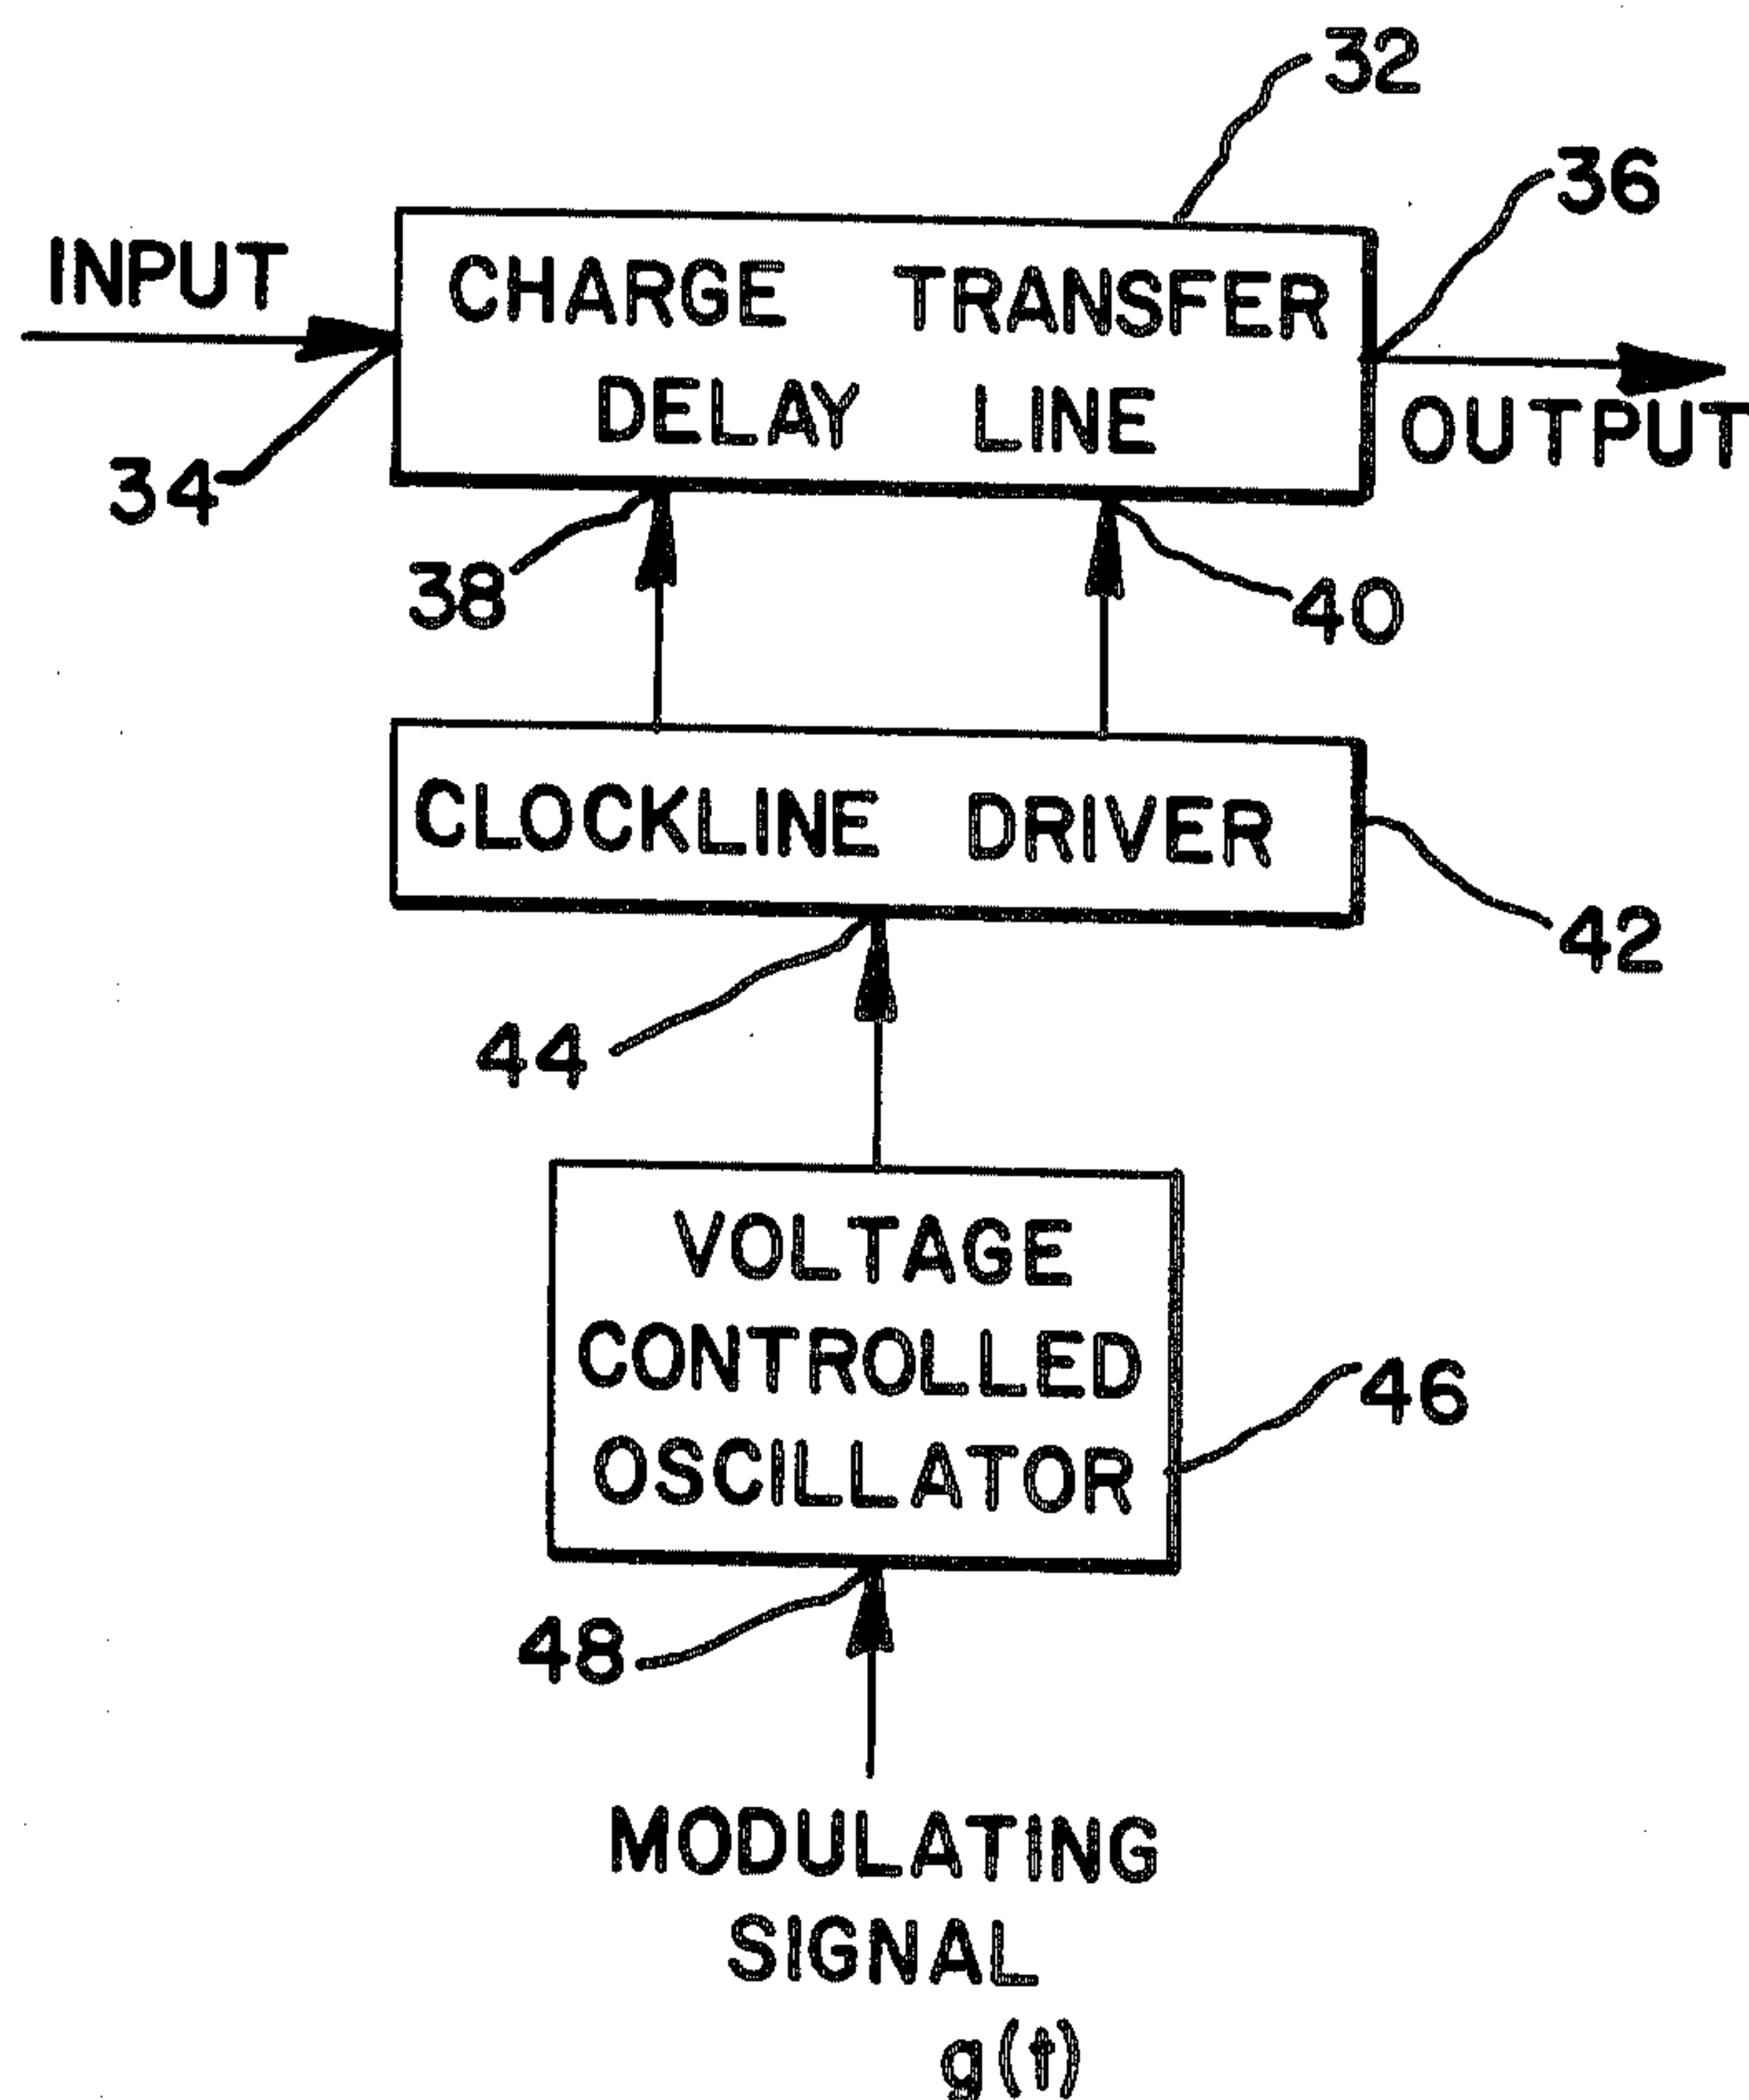 32
36
INPUT
CHARGE TRANSFER
DELAY LINE
OUTPUT
34
38
40
CLOCKLINE DRIVER
42
44
VOLTAGE
CONTROLLED
OSCILLATOR
46
48
MODULATING
SIGNAL
g(t)